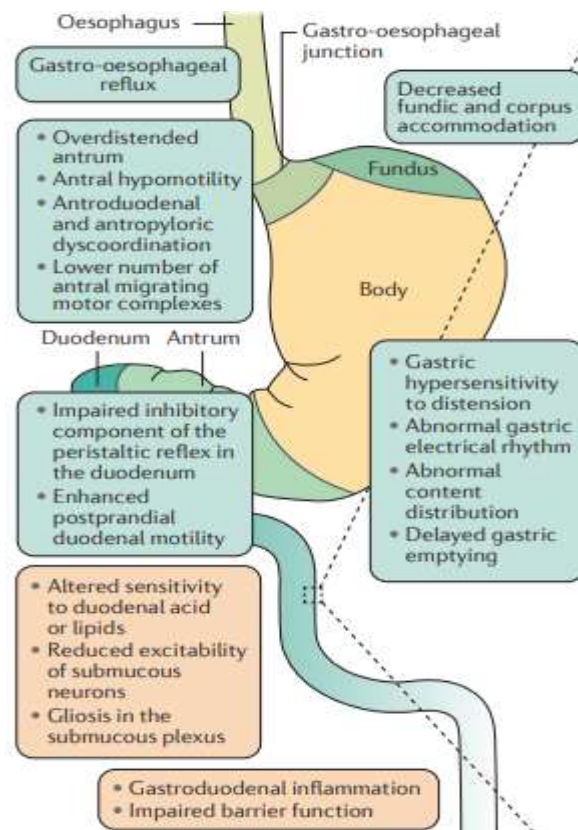 Oesophagus
Gastro-oesophageal
junction
Gastro-oesophageal
reflux
Decreased
fundic and corpus
accommodation
• Overdistended
antrum
• Antral hypomotility
• Antroduodenal
and antropyloric
dyscoordination
• Lower number of
antral migrating
motor complexes
Fundus
Body
Duodenum
Antrum
• Impaired inhibitory
component of the
peristaltic reflex in
the duodenum
• Enhanced
postprandial
duodenal motility
• Gastric
hypersensitivity
to distension
• Abnormal gastric
electrical rhythm
• Abnormal
content
distribution
• Delayed gastric
emptying
• Altered sensitivity
to duodenal acid
or lipids
• Reduced excitability
of submucous
neurons
• Gliosis in the
submucous plexus
• Gastroduodenal inflammation
• Impaired barrier function